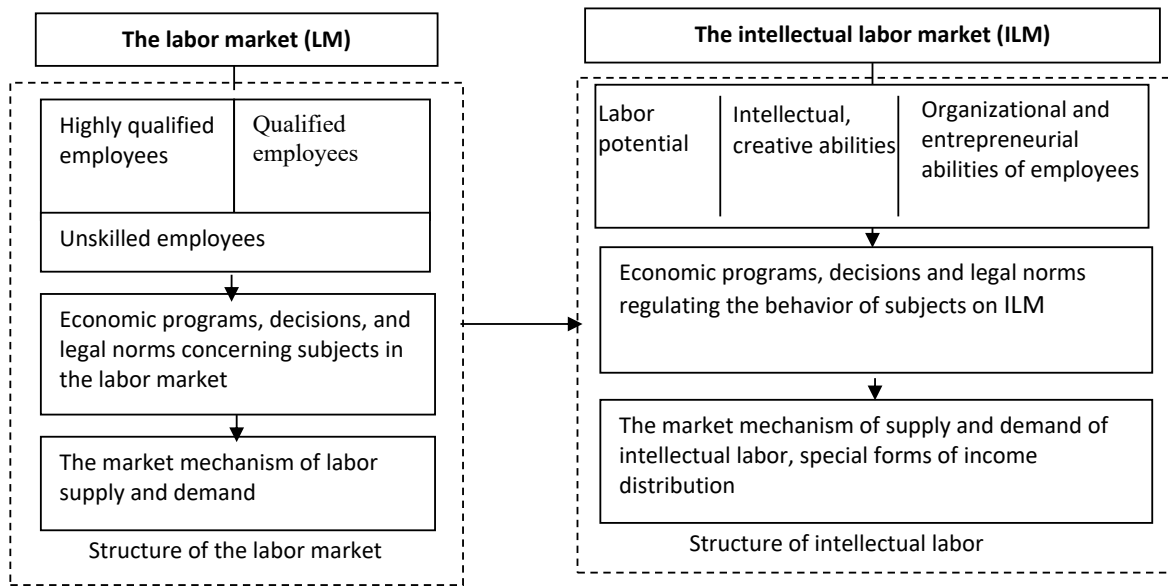 The labor market (LM)
Highly qualified
employees
Qualified
employees
Unskilled employees
Economic programs, decisions, and
legal norms concerning subjects in
the labor market
The market mechanism of labor
supply and demand
Structure of the labor market
The intellectual labor market (ILM)
Labor
potential
Intellectual,
creative abilities
Organizational and
entrepreneurial
abilities of employees
Economic programs, decisions and legal norms
regulating the behavior of subjects on ILM
The market mechanism of supply and demand of
intellectual labor, special forms of income
distribution
Structure of intellectual labor